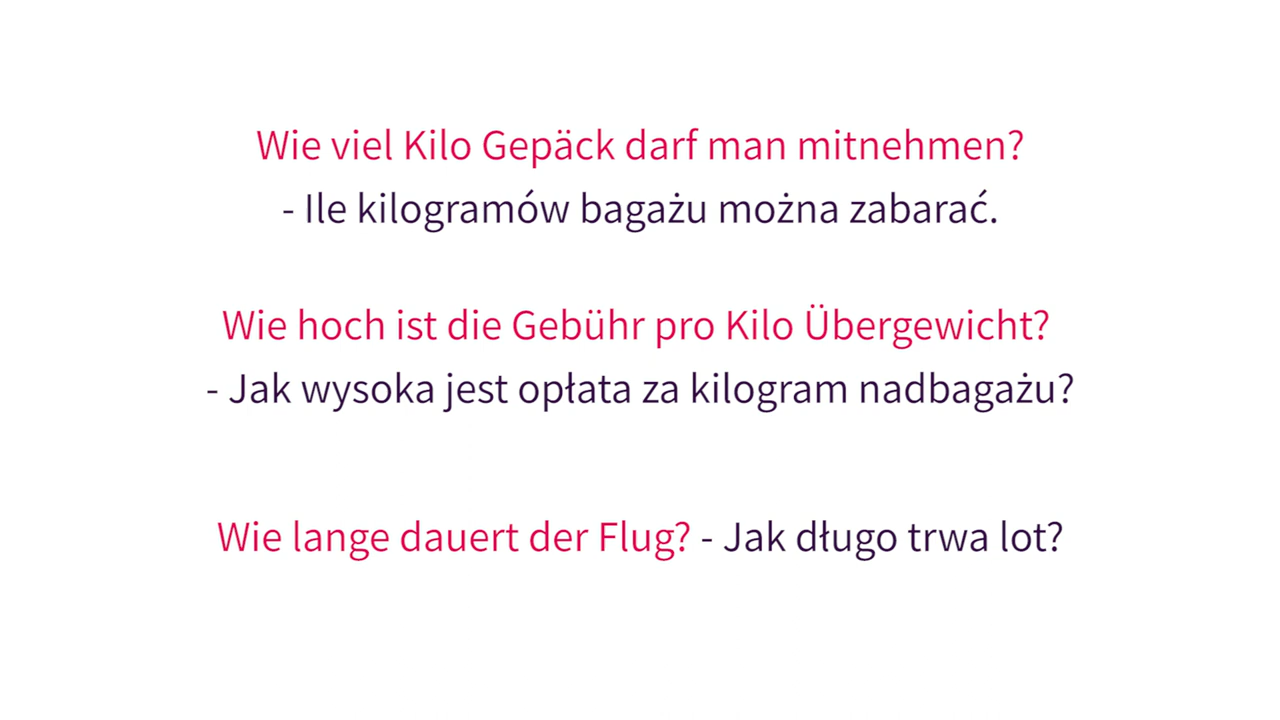 Wie viel Kilo Gepäck darf man mitnehmen?
- Ile kilogramów bagażu można zabarać.
Wie hoch ist die Gebühr pro Kilo Übergewicht?
- Jak wysoka jest opłata za kilogram nadbagażu?
Wie lange dauert der Flug? - Jak długo trwa lot?